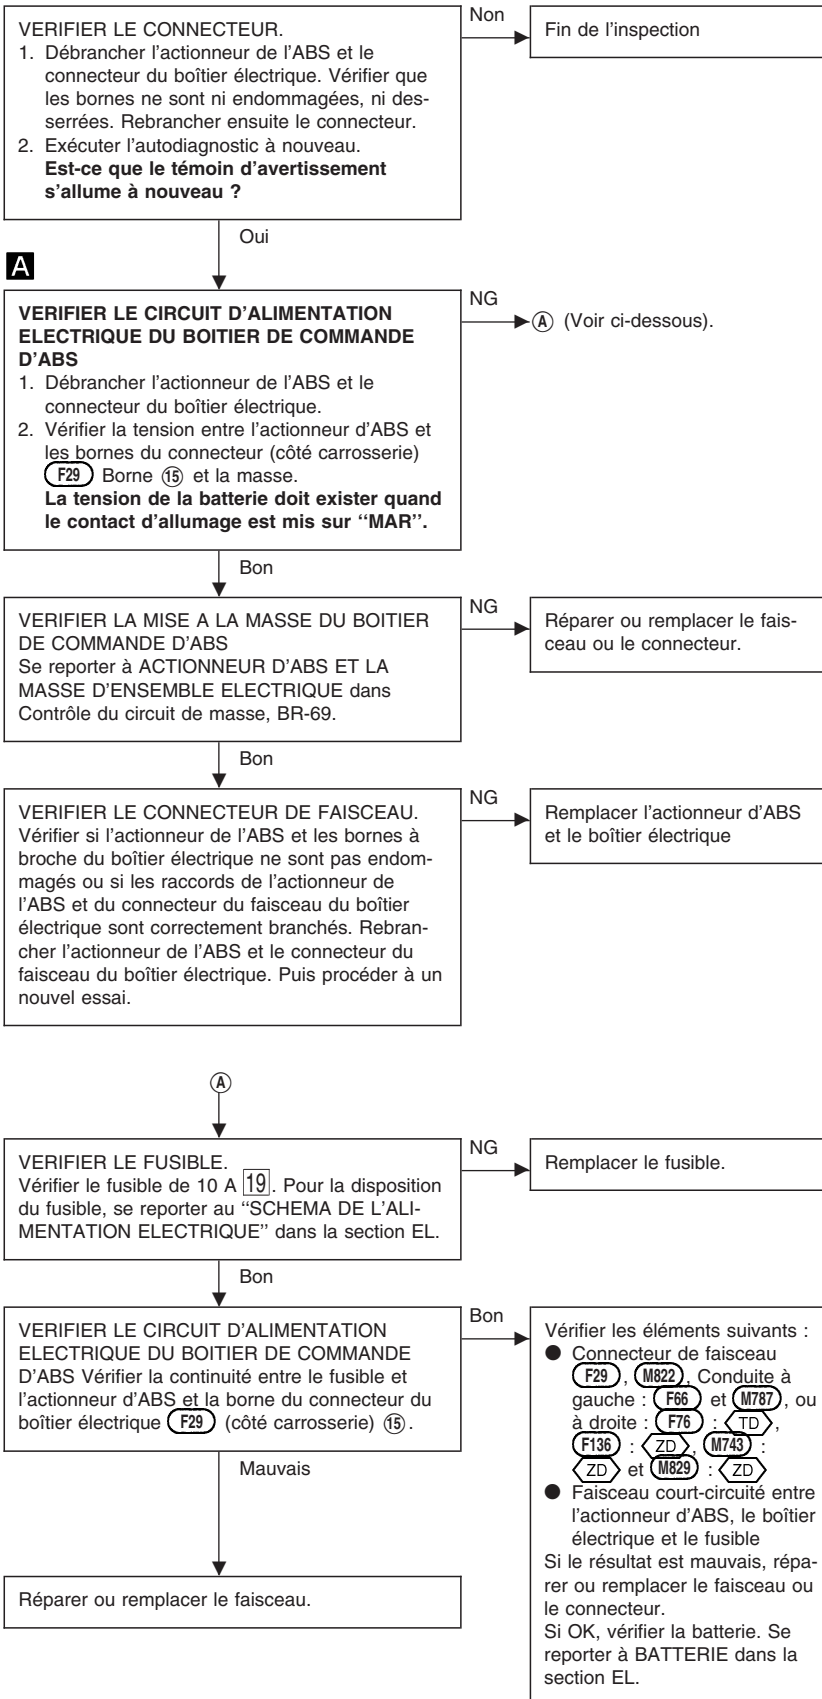 VERIFIER LE CONNECTEUR.
1. Débrancher l'actionneur de l'ABS et le
connecteur du boîtier électrique. Vérifier que
les bornes ne sont ni endommagées, ni des-
serrées. Rebrancher ensuite le connecteur.
2. Exécuter l'autodiagnostic à nouveau.
Est-ce que le témoin d'avertissement
s'allume à nouveau ?
Non
Fin de l'inspection
Oui
A
VERIFIER LE CIRCUIT D'ALIMENTATION
ELECTRIQUE DU BOITIER DE COMMANDE
D'ABS
1. Débrancher l'actionneur de l'ABS et le
connecteur du boîtier électrique.
2. Vérifier la tension entre l'actionneur d'ABS et
les bornes du connecteur (côté carrosserie)
F29 Borne ⑮ et la masse.
La tension de la batterie doit exister quand
le contact d'allumage est mis sur ‘‘MAR’’.
NG
Ⓐ (Voir ci-dessous).
Bon
VERIFIER LA MISE A LA MASSE DU BOITIER
DE COMMANDE D'ABS
Se reporter à ACTIONNEUR D'ABS ET LA
MASSE D'ENSEMBLE ELECTRIQUE dans
Contrôle du circuit de masse, BR-69.
NG
Réparer ou remplacer le fais-
ceau ou le connecteur.
Bon
VERIFIER LE CONNECTEUR DE FAISCEAU.
Vérifier si l'actionneur de l'ABS et les bornes à
broche du boîtier électrique ne sont pas endom-
magés ou si les raccords de l'actionneur de
l'ABS et du connecteur du faisceau du boîtier
électrique sont correctement branchés. Rebran-
cher l'actionneur de l'ABS et le connecteur du
faisceau du boîtier électrique. Puis procéder à un
nouvel essai.
NG
Remplacer l'actionneur d'ABS
et le boîtier électrique
Ⓐ
VERIFIER LE FUSIBLE.
Vérifier le fusible de 10 A 19. Pour la disposition
du fusible, se reporter au ‘‘SCHEMA DE L'ALI-
MENTATION ELECTRIQUE’’ dans la section EL.
NG
Remplacer le fusible.
Bon
VERIFIER LE CIRCUIT D'ALIMENTATION
ELECTRIQUE DU BOITIER DE COMMANDE
D'ABS Vérifier la continuité entre le fusible et
l'actionneur d'ABS et la borne du connecteur du
boîtier électrique F29 (côté carrosserie) ⑮.
Bon
Vérifier les éléments suivants :
● Connecteur de faisceau
F29, M822, Conduite à
gauche : F66 et M787, ou
à droite : F76 : TD,
F136 : ZD, M743 :
ZD et M829 : ZD
● Faisceau court-circuité entre
l'actionneur d'ABS, le boîtier
électrique et le fusible
Si le résultat est mauvais, répa-
rer ou remplacer le faisceau ou
le connecteur.
Si OK, vérifier la batterie. Se
reporter à BATTERIE dans la
section EL.
Mauvais
Réparer ou remplacer le faisceau.